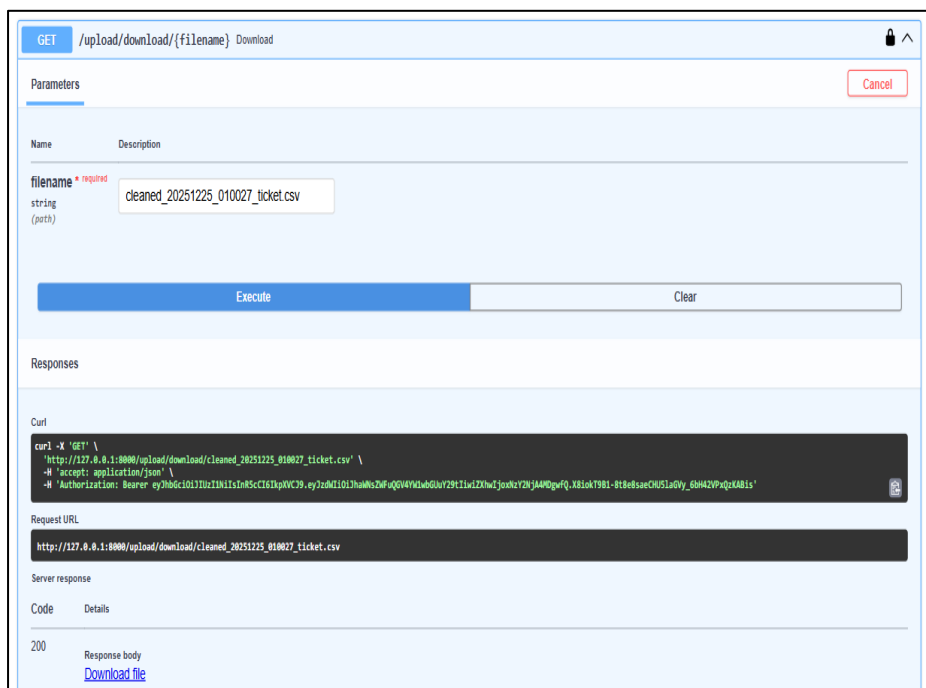 GET /upload/download/{filename} Download
Parameters
Cancel
Name Description
filename * required
string
(path)
cleaned_20251225_010027_ticket.csv
Execute Clear
Responses
Curl
curl -X 'GET' \
'http://127.0.0.1:8000/upload/download/cleaned_20251225_010027_ticket.csv' \
-H 'accept: application/json' \
-H 'Authorization: Bearer
Request URL
http://127.0.0.1:8000/upload/download/cleaned_20251225_010027_ticket.csv
Server response
Code Details
200
Response body
Download file